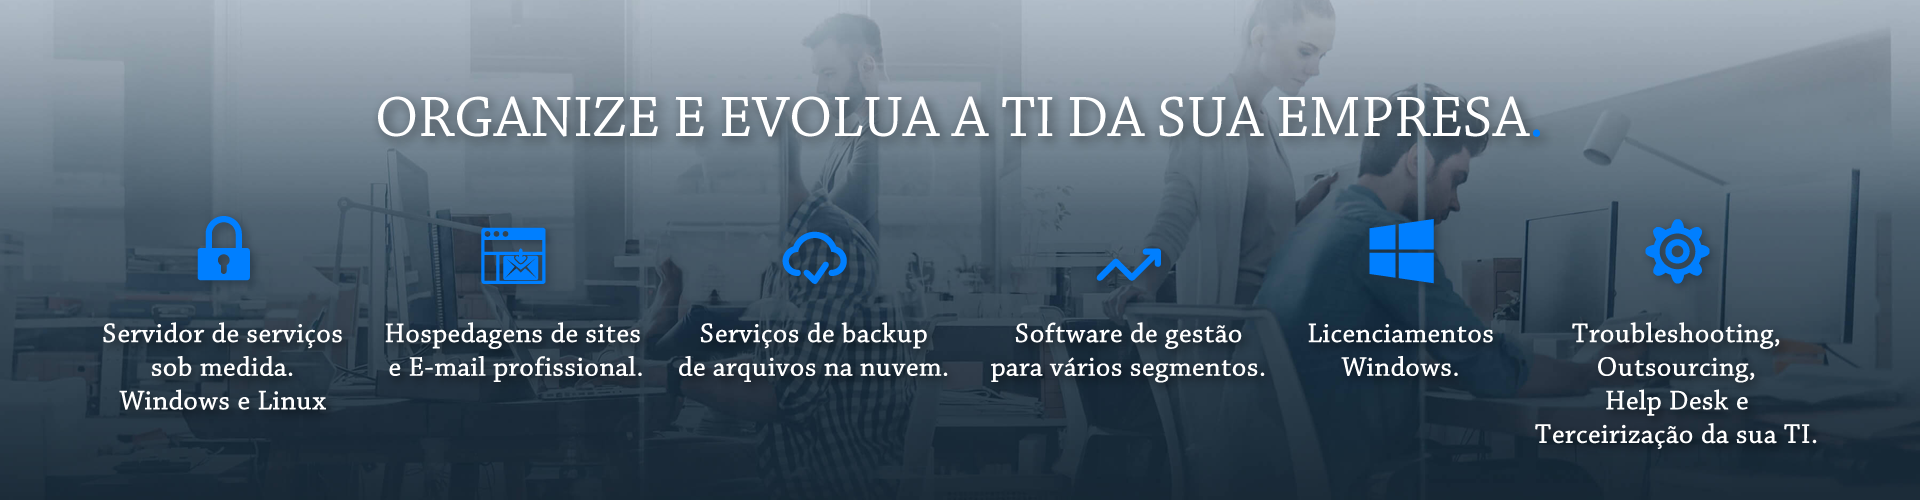 ORGANIZE E EVOLUA A TI DA SUA EMPRESA.
Servidor de serviços
sob medida.
Windows e Linux
Hospedagens de sites
e E-mail profissional.
Serviços de backup
de arquivos na nuvem.
Software de gestão
para vários segmentos.
Licenciamentos
Windows.
Troubleshooting,
Outsourcing,
Help Desk e
Terceirização da sua TI.